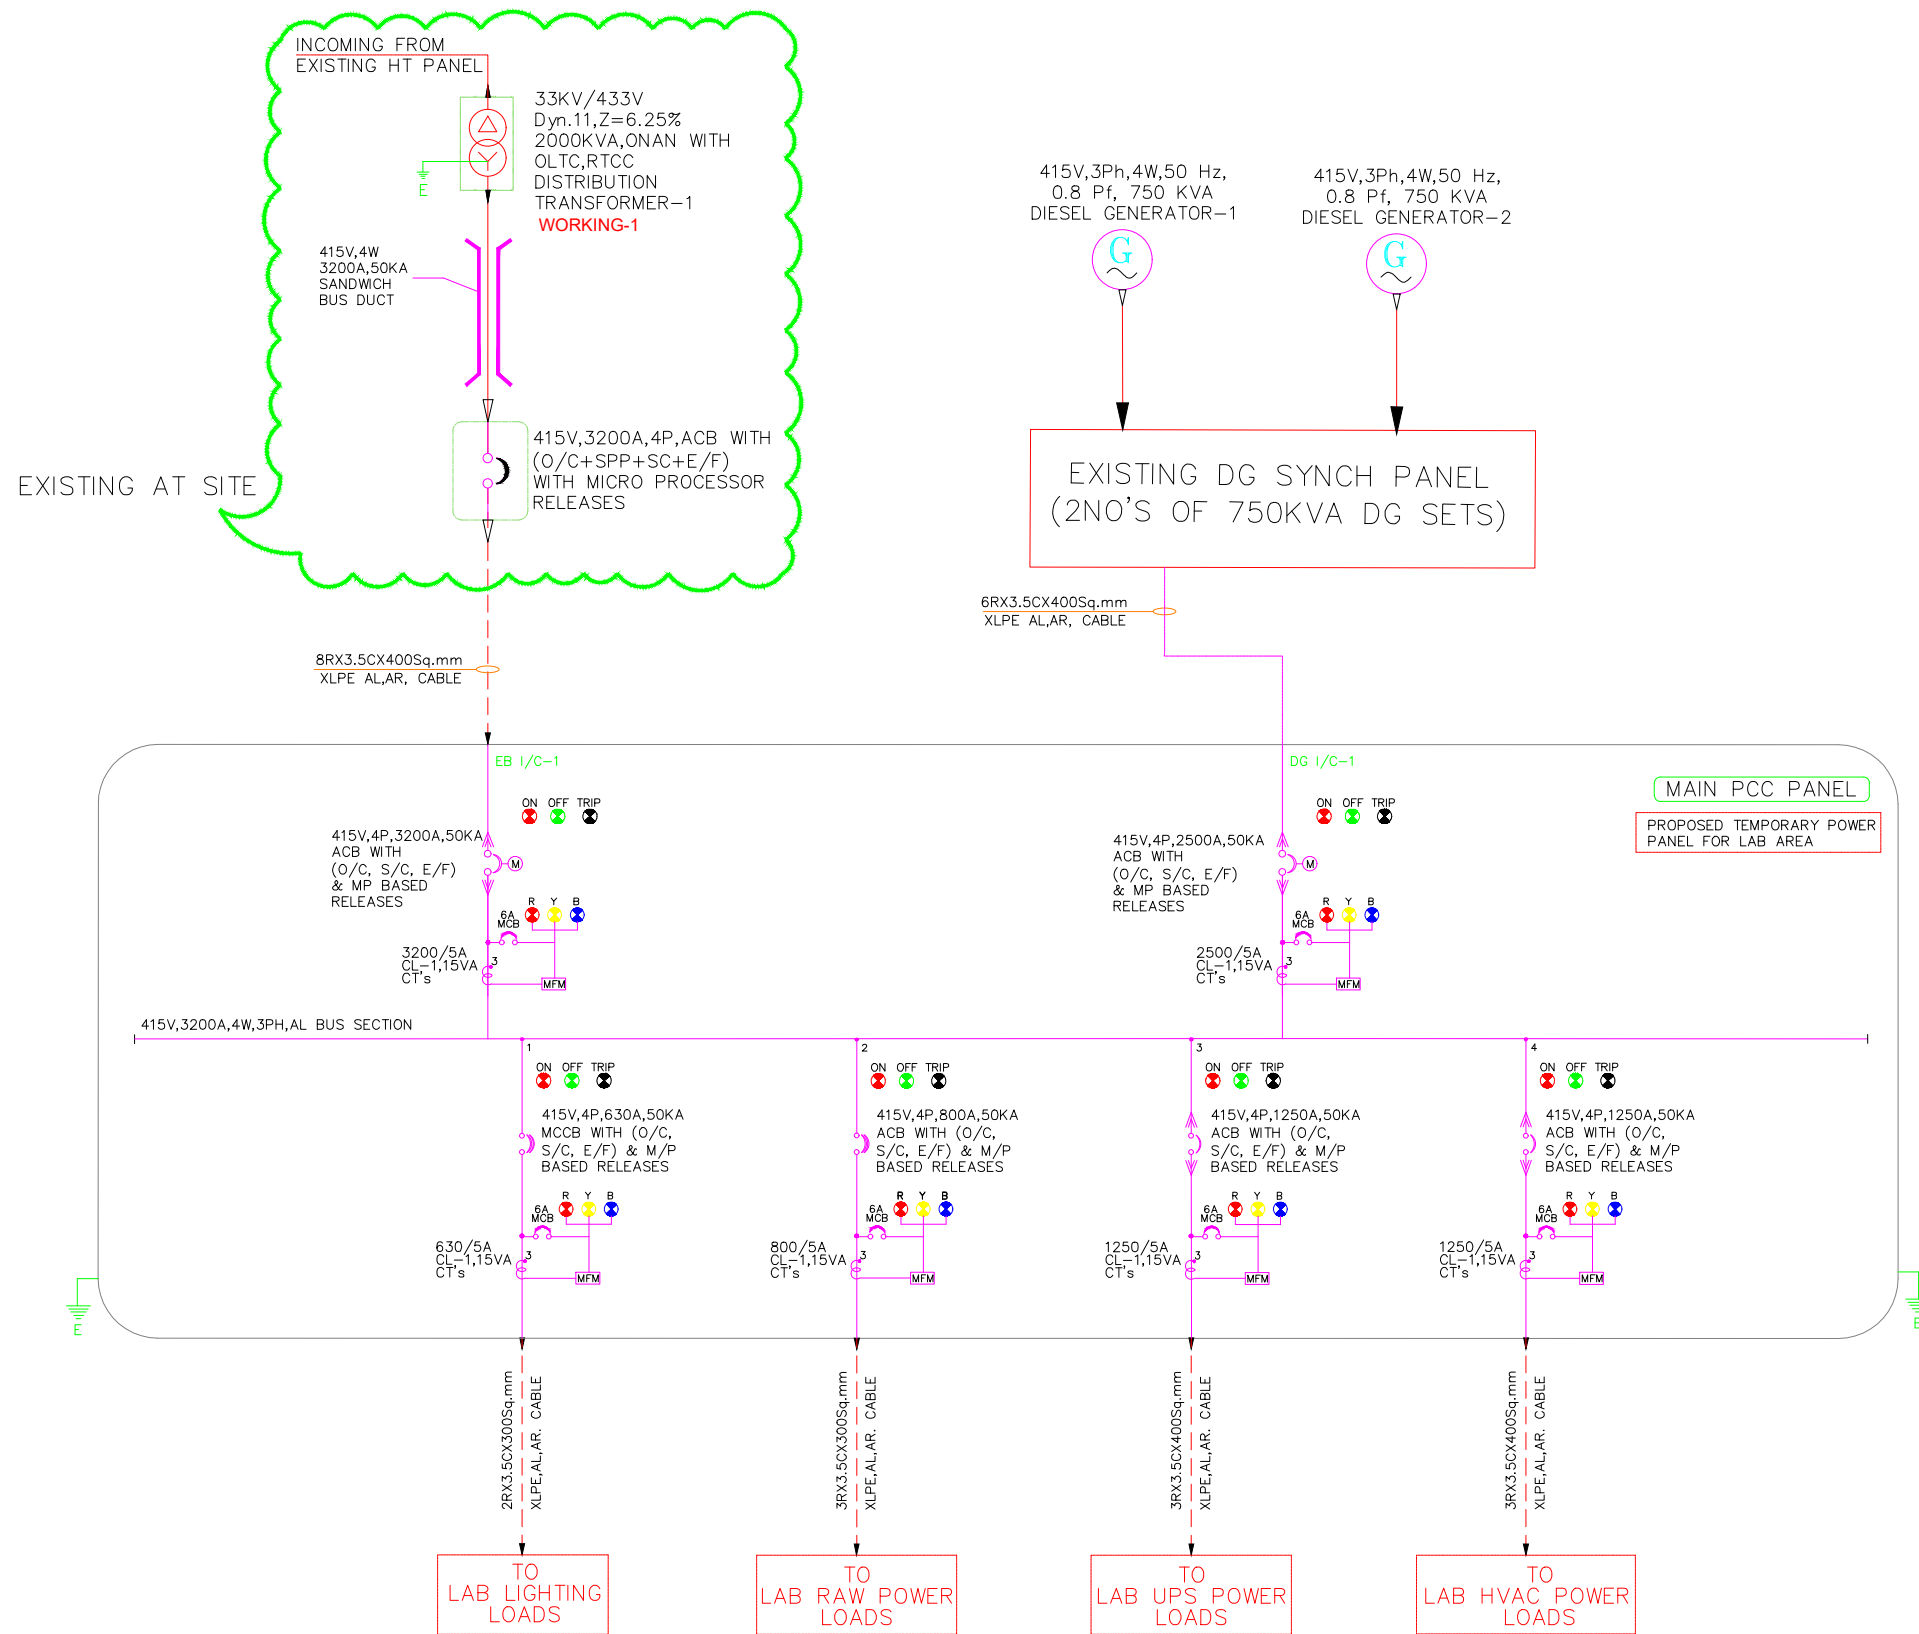 INCOMING FROM
EXISTING HT PANEL
33KV/433V
Dyn.11,Z=6.25%
2000KVA,ONAN WITH
OLTC,RTCC
DISTRIBUTION
TRANSFORMER-1
WORKING-1
E
415V,4W
3200A,50KA
SANDWICH
BUS DUCT
415V,3200A,4P,ACB WITH
(O/C+SPP+SC+E/F)
WITH MICRO PROCESSOR
RELEASES
EXISTING AT SITE
415V,3Ph,4W,50 Hz,
0.8 Pf, 750 KVA
DIESEL GENERATOR-1
G
415V,3Ph,4W,50 Hz,
0.8 Pf, 750 KVA
DIESEL GENERATOR-2
G
EXISTING DG SYNCH PANEL
(2NO'S OF 750KVA DG SETS)
8RX3.5CX400Sq.mm
XLPE AL,AR, CABLE
6RX3.5CX400Sq.mm
XLPE AL,AR, CABLE
EB I/C-1
ON OFF TRIP
415V,4P,3200A,50KA
ACB WITH
(O/C, S/C, E/F)
& MP BASED
RELEASES
M
R Y B
6A
MCB
3200/5A
CL-1,15VA
CT's
3
MFM
DG I/C-1
ON OFF TRIP
415V,4P,2500A,50KA
ACB WITH
(O/C, S/C, E/F)
& MP BASED
RELEASES
M
R Y B
6A
MCB
2500/5A
CL-1,15VA
CT's
3
MFM
MAIN PCC PANEL
PROPOSED TEMPORARY POWER
PANEL FOR LAB AREA
415V,3200A,4W,3PH,AL BUS SECTION
1
ON OFF TRIP
415V,4P,630A,50KA
MCCB WITH (O/C,
S/C, E/F) & M/P
BASED RELEASES
R Y B
6A
MCB
630/5A
CL-1,15VA
CT's
3
MFM
2
ON OFF TRIP
415V,4P,800A,50KA
ACB WITH (O/C,
S/C, E/F) & M/P
BASED RELEASES
R Y B
6A
MCB
800/5A
CL-1,15VA
CT's
3
MFM
3
ON OFF TRIP
415V,4P,1250A,50KA
ACB WITH (O/C,
S/C, E/F) & M/P
BASED RELEASES
R Y B
6A
MCB
1250/5A
CL-1,15VA
CT's
3
MFM
4
ON OFF TRIP
415V,4P,1250A,50KA
ACB WITH (O/C,
S/C, E/F) & M/P
BASED RELEASES
R Y B
6A
MCB
1250/5A
CL-1,15VA
CT's
3
MFM
E
E
2RX3.5CX300Sq.mm
XLPE,AL,AR. CABLE
3RX3.5CX300Sq.mm
XLPE,AL,AR. CABLE
3RX3.5CX400Sq.mm
XLPE,AL,AR. CABLE
3RX3.5CX400Sq.mm
XLPE,AL,AR. CABLE
TO
LAB LIGHTING
LOADS
TO
LAB RAW POWER
LOADS
TO
LAB UPS POWER
LOADS
TO
LAB HVAC POWER
LOADS